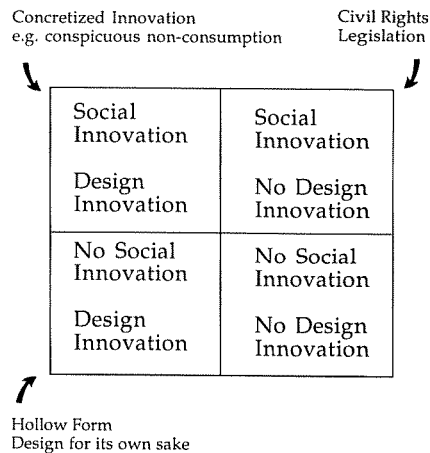 Concretized Innovation
e.g. conspicuous non-consumption
Civil Rights
Legislation
Social
Innovation
Design
Innovation
Social
Innovation
No Design
Innovation
No Social
Innovation
Design
Innovation
No Social
Innovation
No Design
Innovation
Hollow Form
Design for its own sake